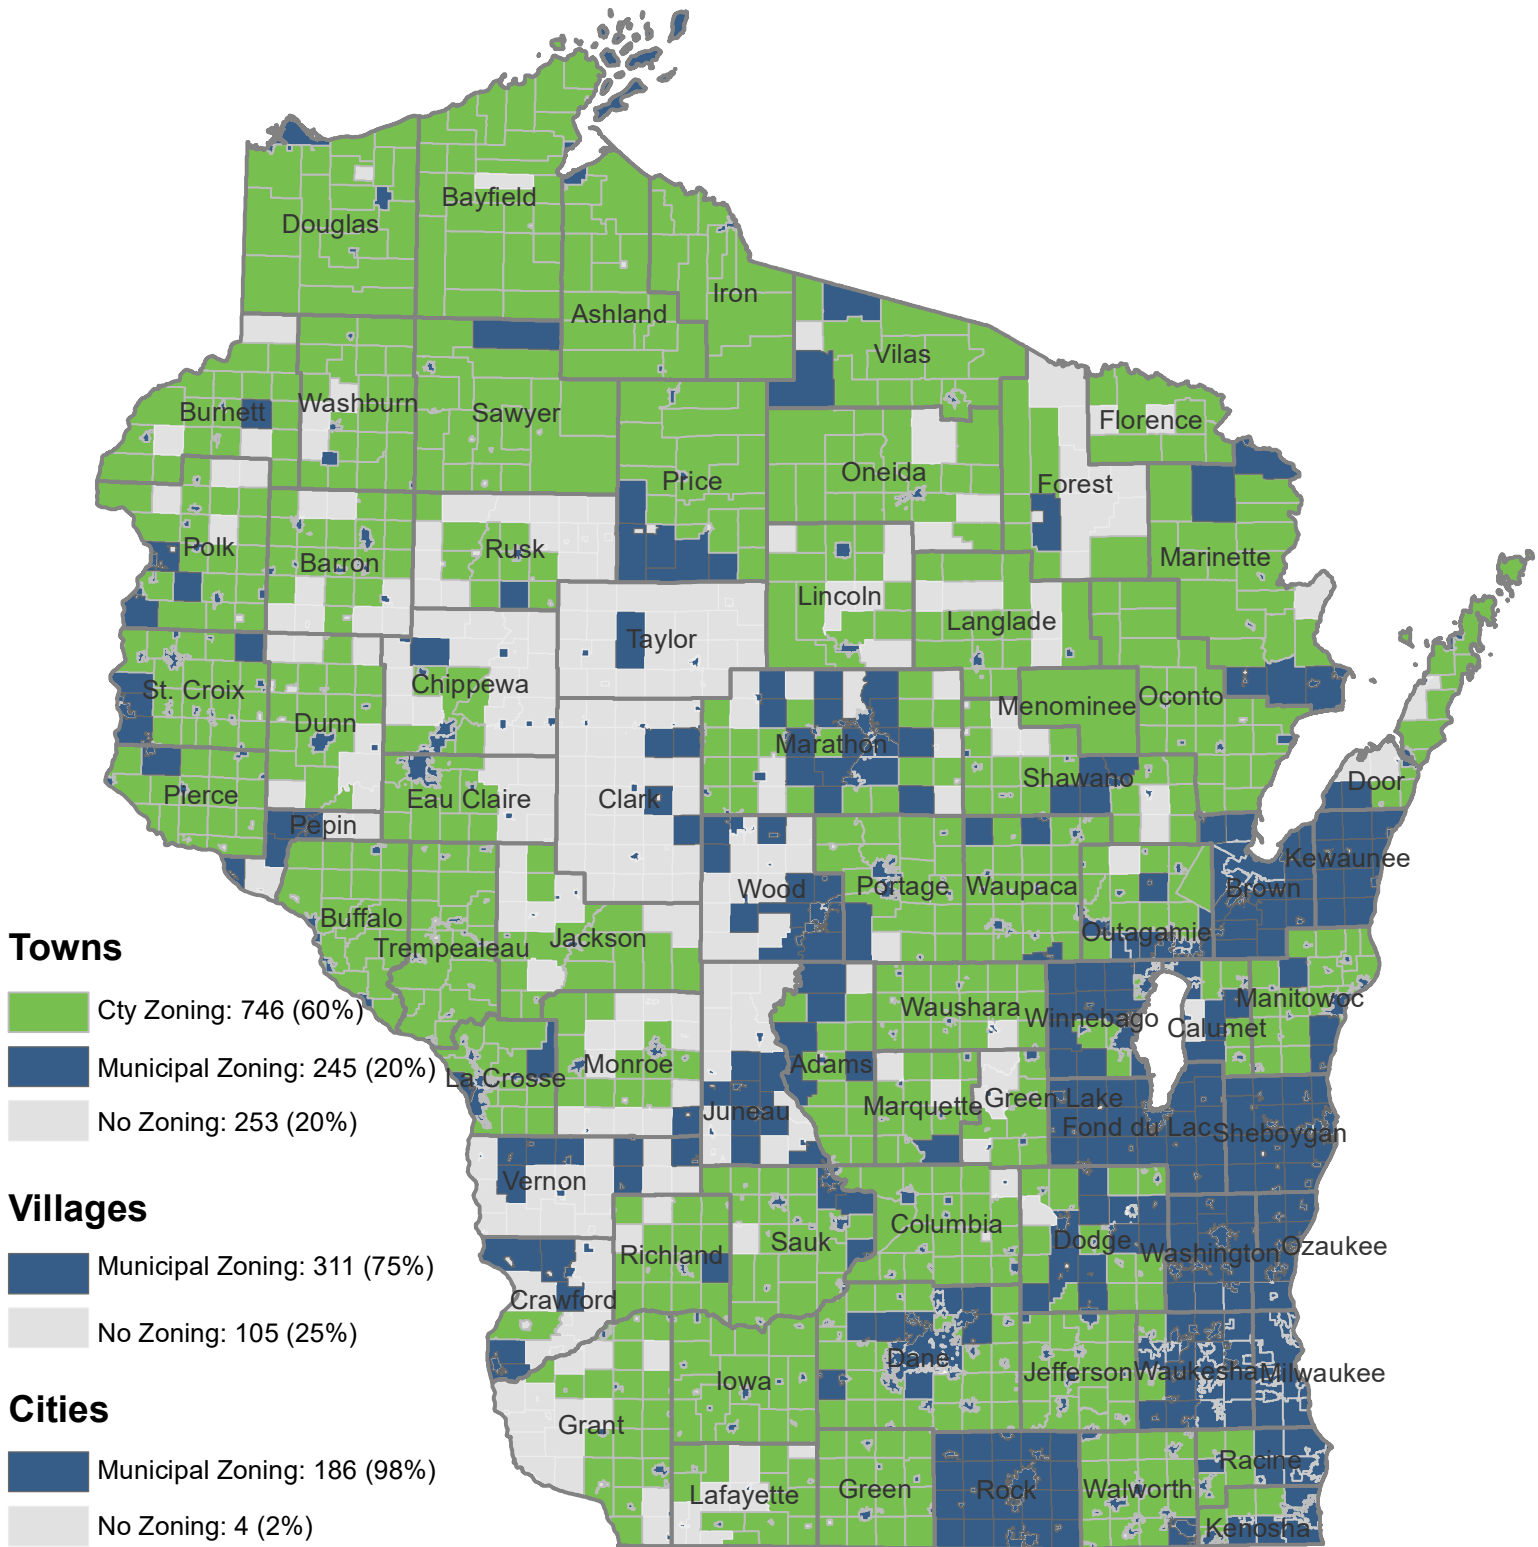 Bayfield
Douglas
Iron
Ashland
Vilas
Washburn
Burnett
Sawyer
Florence
Price
Oneida
Forest
Polk
Rusk
Barron
Marinette
Lincoln
Langlade
Taylor
Chippewa
St. Croix
Menominee
Oconto
Dunn
Marathon
Shawano
Door
Pierce
Eau Claire
Clark
Pepin
Kewaunee
Wood
Portage
Waupaca
Brown
Buffalo
Outagamie
Jackson
Trempealeau
Towns
Manitowoc
Waushara
Cty Zoning: 746 (60%)
Winnebago
Calumet
Monroe
Adams
Municipal Zoning: 245 (20%)
La Crosse
Green Lake
Marquette
Juneau
No Zoning: 253 (20%)
Fond du Lac
Sheboygan
Vernon
Villages
Columbia
Sauk
Dodge
Ozaukee
Washington
Richland
Municipal Zoning: 311 (75%)
Crawford
No Zoning: 105 (25%)
Dane
Jefferson
Waukesha
Milwaukee
Iowa
Cities
Grant
Racine
Municipal Zoning: 186 (98%)
Rock
Green
Walworth
Lafayette
No Zoning: 4 (2%)
Kenosha